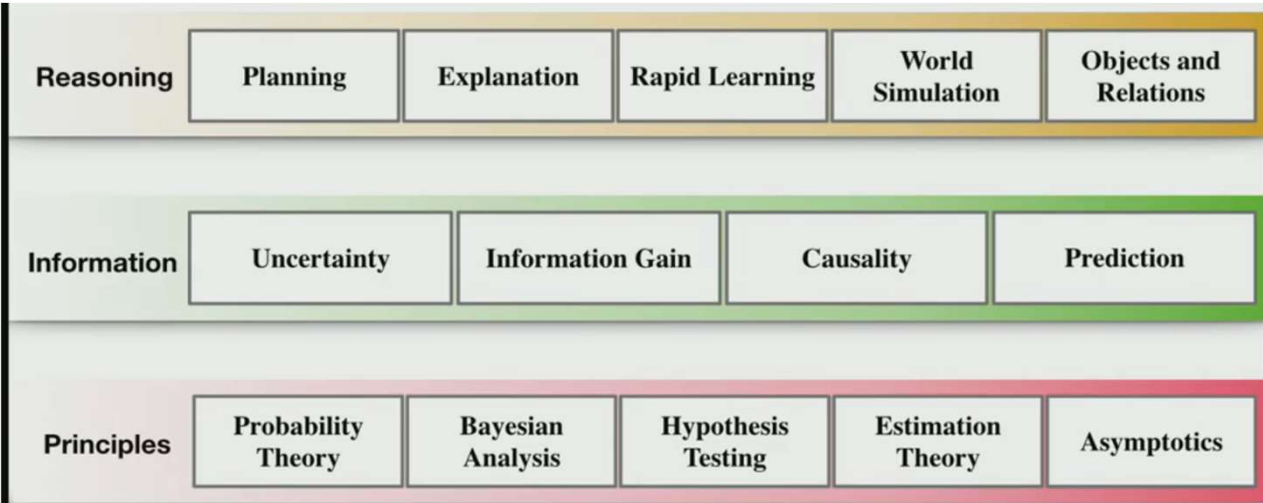 Reasoning
Planning
Explanation
Rapid Learning
World
Simulation
Objects and
Relations
Information
Uncertainty
Information Gain
Causality
Prediction
Principles
Probability
Theory
Bayesian
Analysis
Hypothesis
Testing
Estimation
Theory
Asymptotics